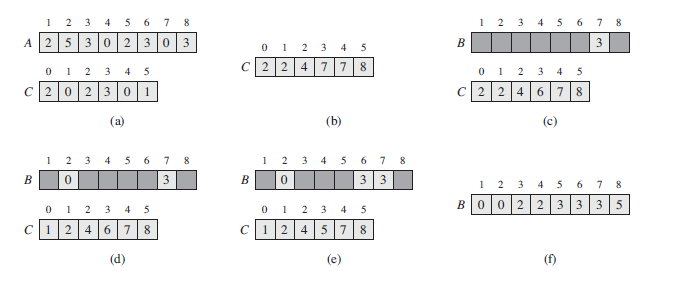 1 2 3 4 5 6 7 8
A 2 5 3 0 2 3 0 3
0 1 2 3 4 5
C 2 0 2 3 0 1
(a)
0 1 2 3 4 5
C 2 2 4 7 7 8
(b)
1 2 3 4 5 6 7 8
B 3
0 1 2 3 4 5
C 2 2 4 6 7 8
(c)
1 2 3 4 5 6 7 8
B 0 3
0 1 2 3 4 5
C 1 2 4 6 7 8
(d)
1 2 3 4 5 6 7 8
B 0 3 3
0 1 2 3 4 5
C 1 2 4 5 7 8
(e)
1 2 3 4 5 6 7 8
B 0 0 2 2 3 3 3 5
(f)